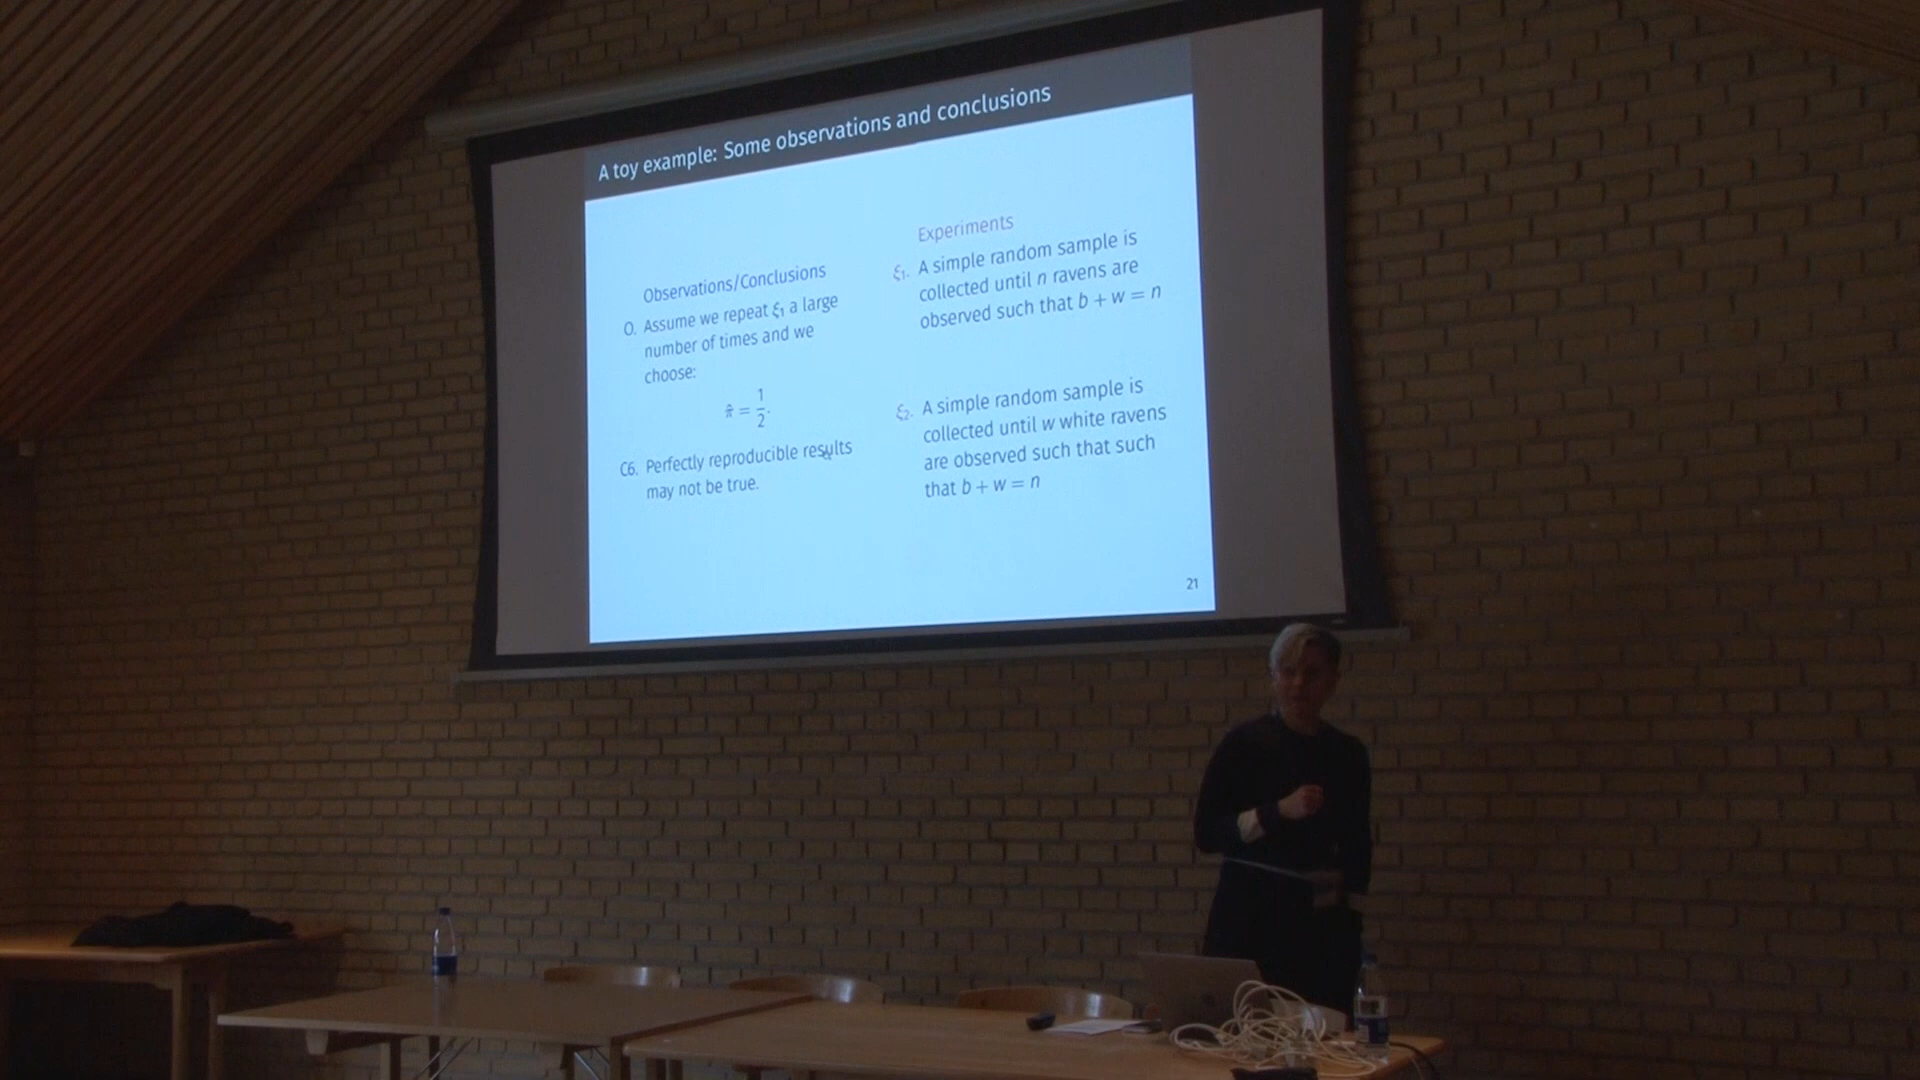 A toy example: Some observations and conclusions
Observations/Conclusions
O. Assume we repeat ξ₁ a large
number of times and we
choose:
π̂ = 1/2.
C6. Perfectly reproducible results
may not be true.
Experiments
ξ₁. A simple random sample is
collected until n ravens are
observed such that b + w = n
ξ₂. A simple random sample is
collected until w white ravens
are observed such that such
that b + w = n
21